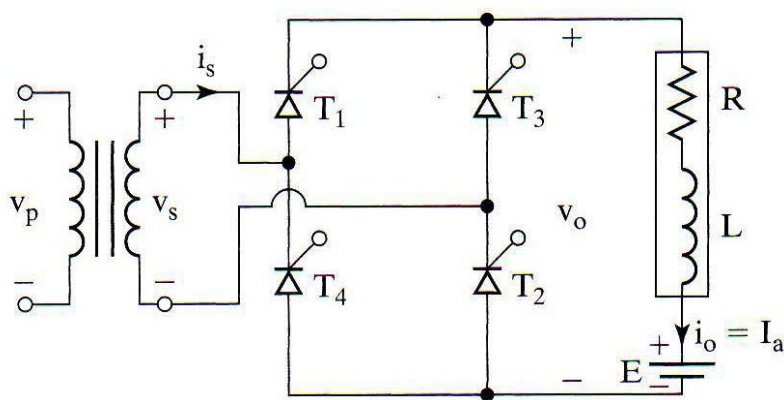 i_s
+
T_1
T_3
+
R
+
v_p
v_s
v_o
L
−
−
T_4
T_2
i_o = I_a
−
E
+
−